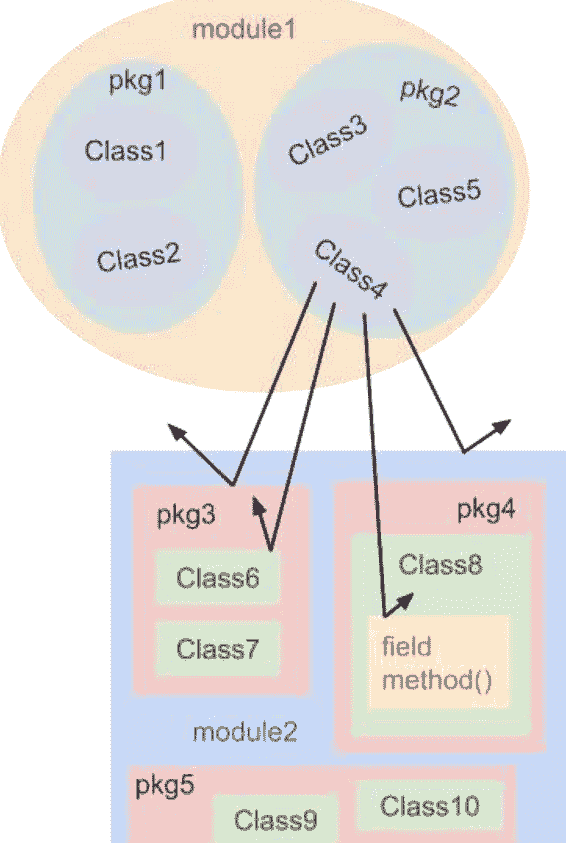 module1
pkg1
pkg2
Class1
Class3
Class5
Class2
Class4
pkg3
pkg4
Class6
Class8
Class7
field
method()
module2
pkg5
Class9
Class10